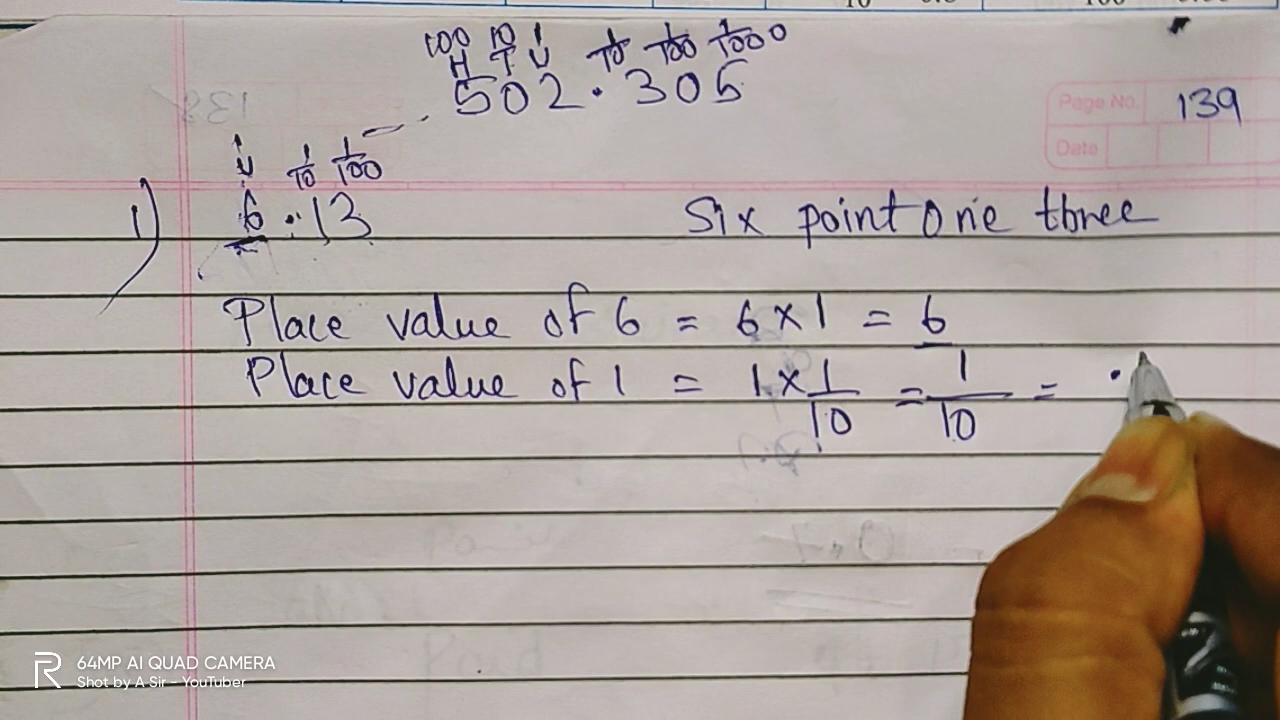 100 10 1 1/10 1/100 1/1000
H T U
502.305
Page No. 139
Date
1 1/10 1/100
U
1) 6.13 Six point One three
Place value of 6 = 6 × 1 = 6
Place value of 1 = 1 × 1/10 = 1/10 = .
64MP AI QUAD CAMERA
Shot by A Sir - YouTuber